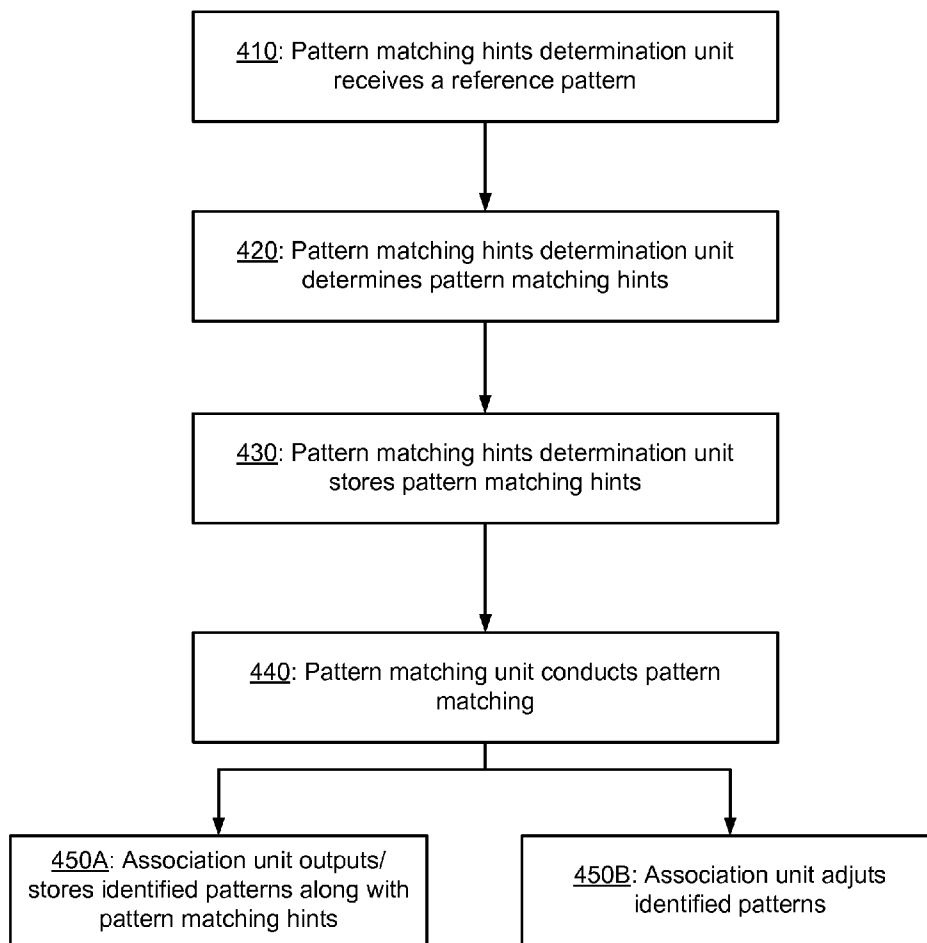 410: Pattern matching hints determination unit
receives a reference pattern
420: Pattern matching hints determination unit
determines pattern matching hints
430: Pattern matching hints determination unit
stores pattern matching hints
440: Pattern matching unit conducts pattern
matching
450A: Association unit outputs/
stores identified patterns along with
pattern matching hints
450B: Association unit adjuts
identified patterns